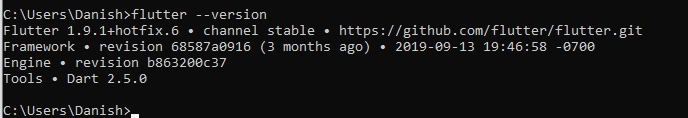 C:\Users\Danish>flutter --version
Flutter 1.9.1+hotfix.6 • channel stable • https://github.com/flutter/flutter.git
Framework • revision 68587a0916 (3 months ago) • 2019-09-13 19:46:58 -0700
Engine • revision b863200c37
Tools • Dart 2.5.0
C:\Users\Danish>